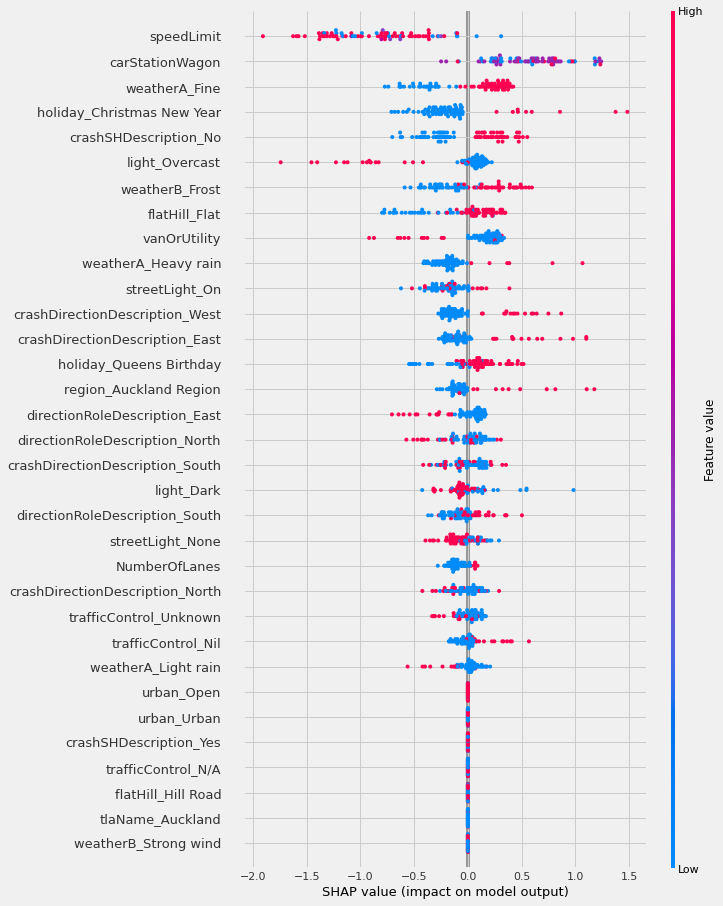 High
speedLimit
carStationWagon
weatherA_Fine
holiday_Christmas New Year
crashSHDescription_No
light_Overcast
weatherB_Frost
flatHill_Flat
vanOrUtility
weatherA_Heavy rain
streetLight_On
crashDirectionDescription_West
crashDirectionDescription_East
holiday_Queens Birthday
region_Auckland Region
directionRoleDescription_East
directionRoleDescription_North
crashDirectionDescription_South
light_Dark
directionRoleDescription_South
streetLight_None
NumberOfLanes
crashDirectionDescription_North
trafficControl_Unknown
trafficControl_Nil
weatherA_Light rain
urban_Open
urban_Urban
crashSHDescription_Yes
trafficControl_N/A
flatHill_Hill Road
tlaName_Auckland
weatherB_Strong wind
Feature value
Low
−2.0 −1.5 −1.0 −0.5 0.0 0.5 1.0 1.5
SHAP value (impact on model output)